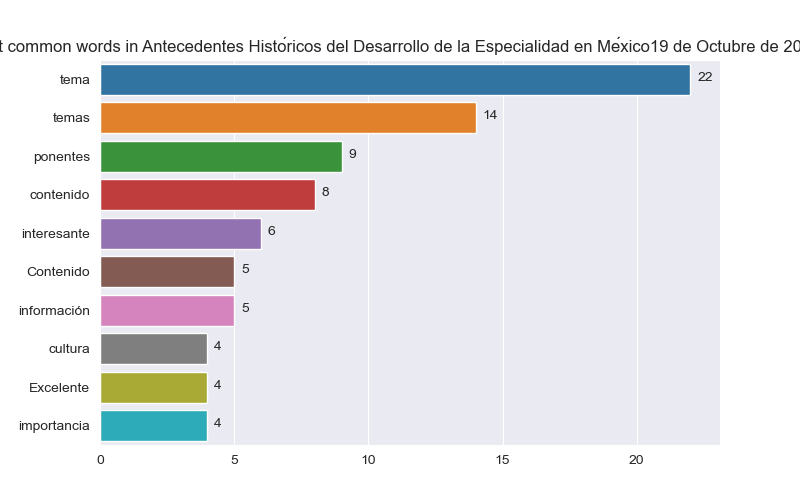 t common words in Antecedentes Históricos del Desarrollo de la Especialidad en México19 de Octubre de 20
tema 22
temas 14
ponentes 9
contenido 8
interesante 6
Contenido 5
información 5
cultura 4
Excelente 4
importancia 4
0 5 10 15 20